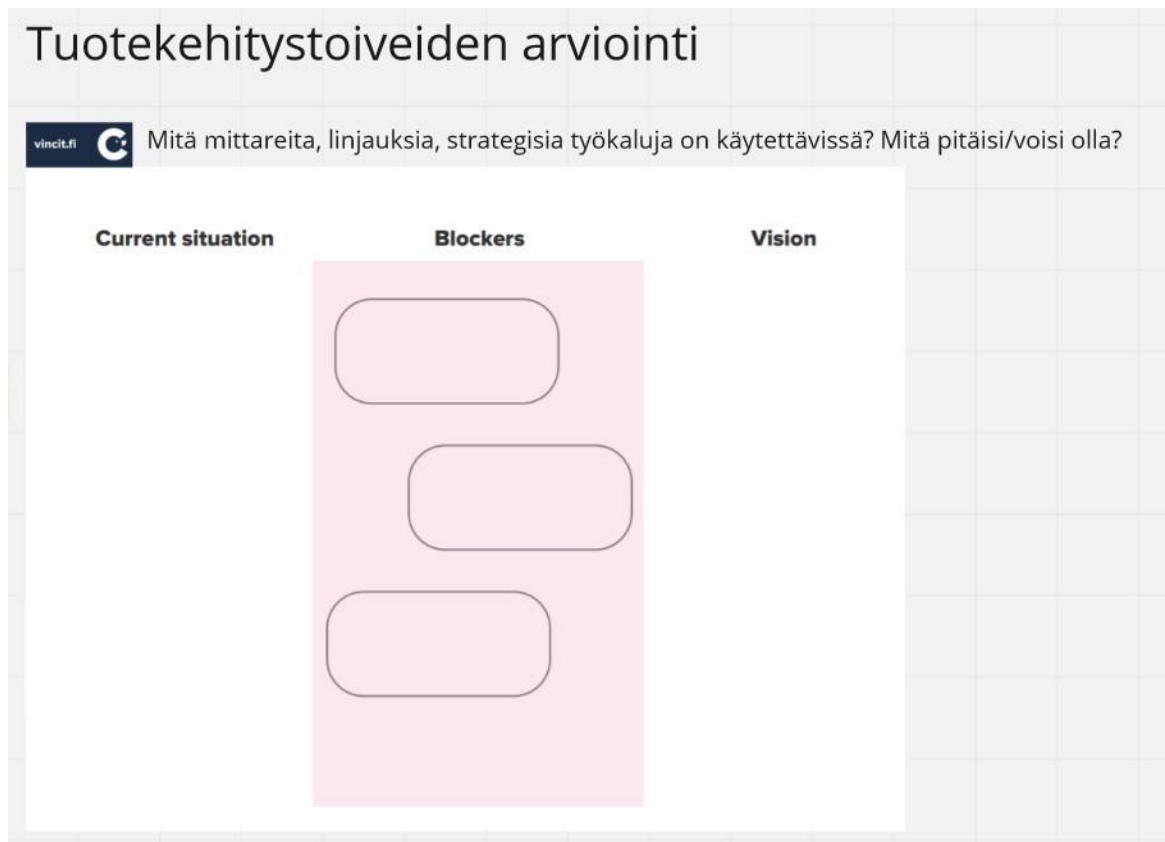 Tuotekehitystoiveiden arviointi
vincit.fi
Mitä mittareita, linjauksia, strategisia työkaluja on käytettävissä? Mitä pitäisi/voisi olla?
Current situation Blockers Vision